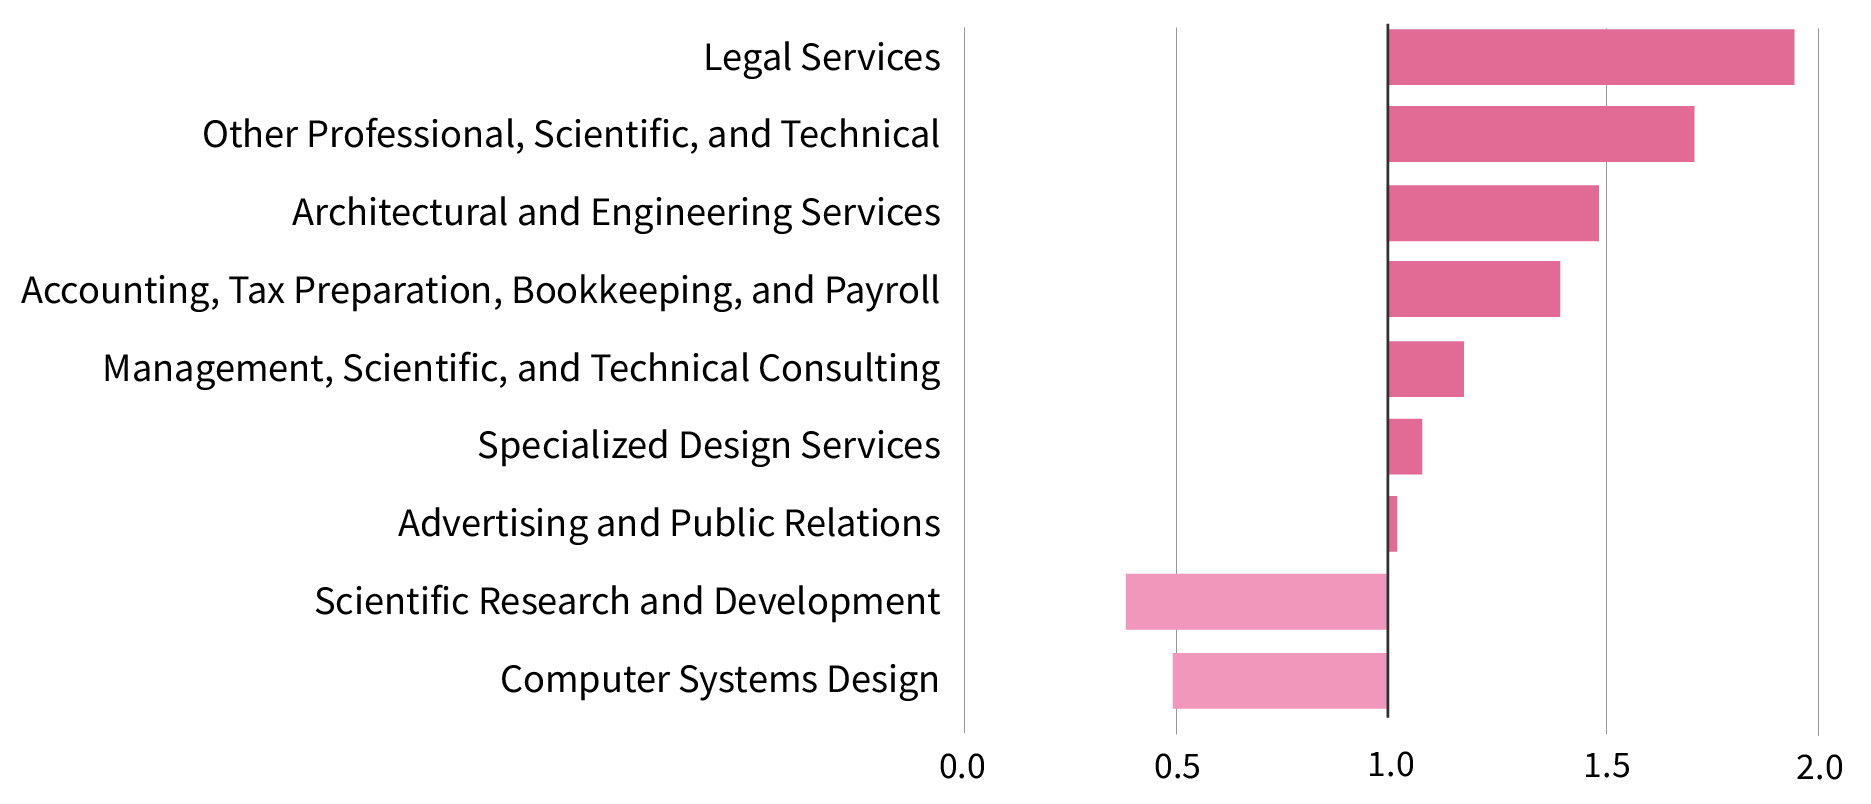 Legal Services
Other Professional, Scientific, and Technical
Architectural and Engineering Services
Accounting, Tax Preparation, Bookkeeping, and Payroll
Management, Scientific, and Technical Consulting
Specialized Design Services
Advertising and Public Relations
Scientific Research and Development
Computer Systems Design
0.0 0.5 1.0 1.5 2.0